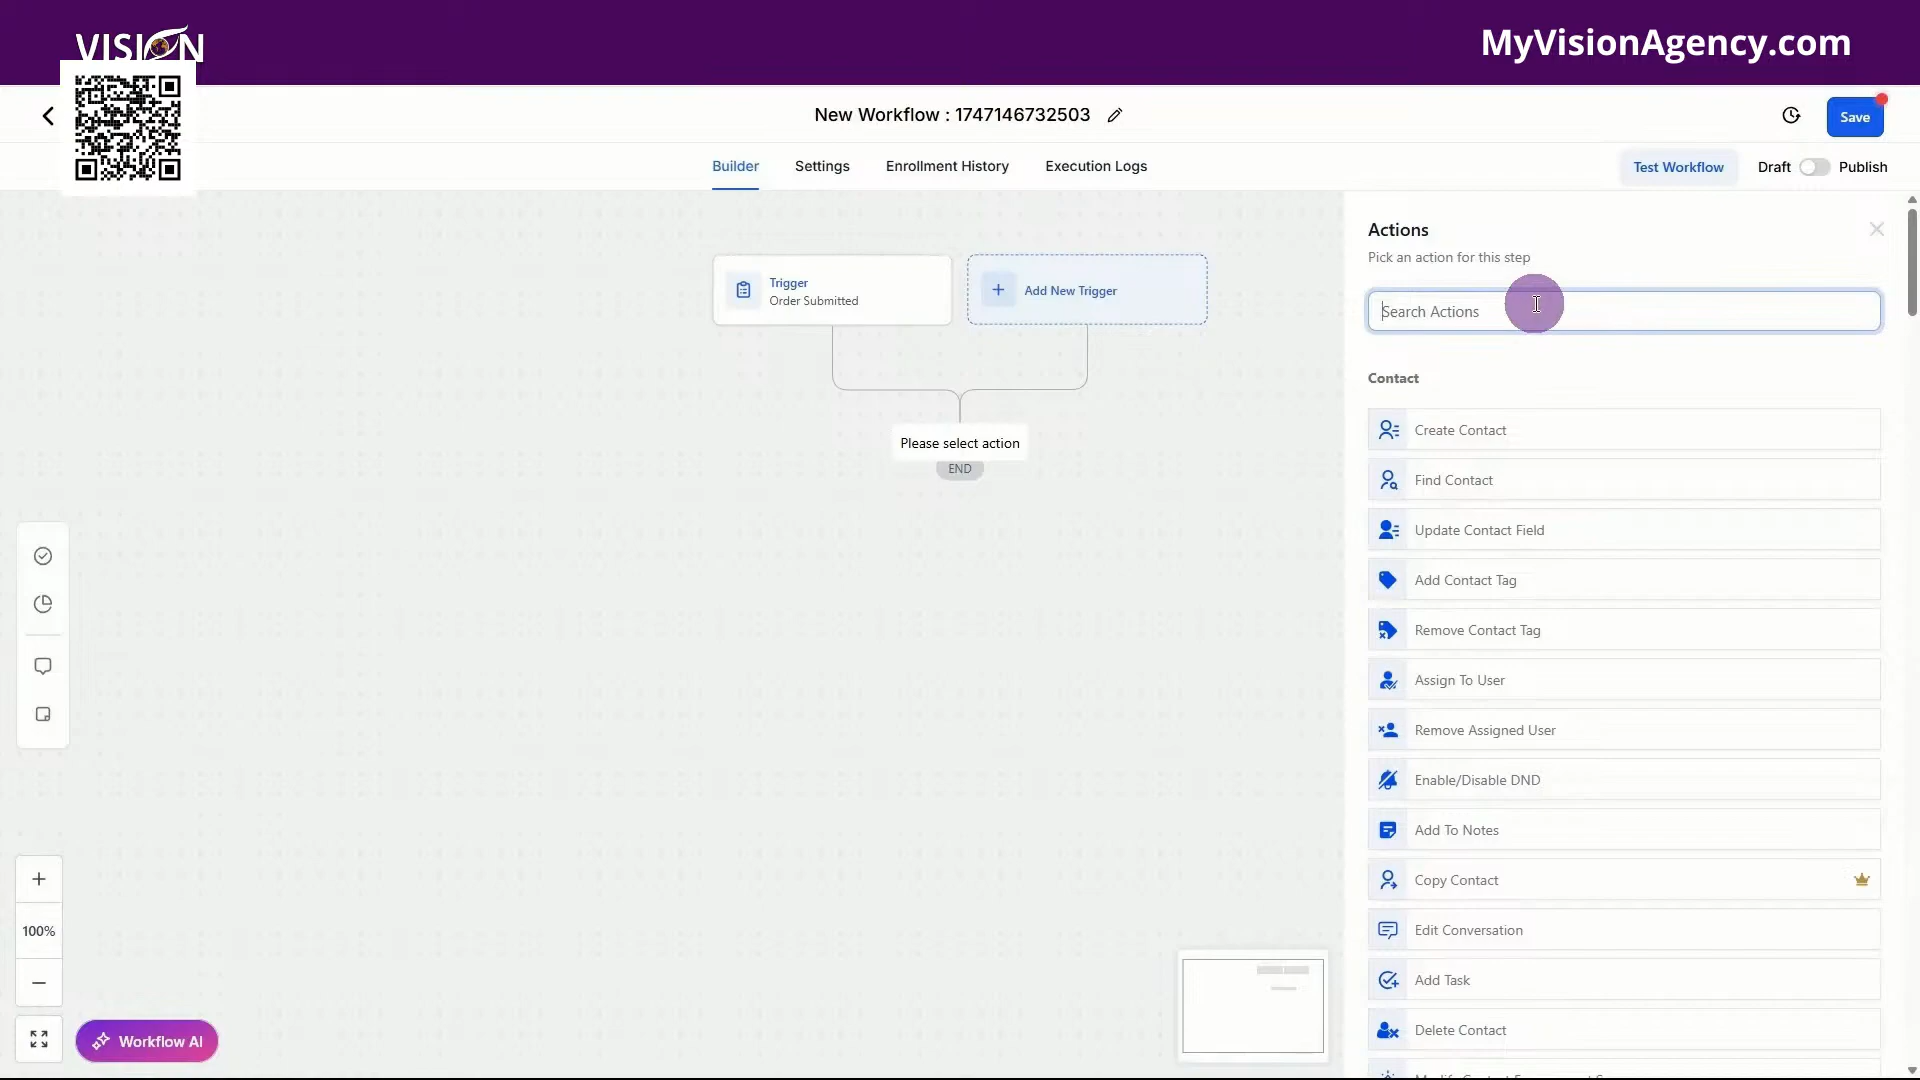 VISION
MyVisionAgency.com
New Workflow : 1747146732503
Save
Builder
Settings
Enrollment History
Execution Logs
Test Workflow
Draft
Publish
Trigger
Order Submitted
Add New Trigger
Please select action
END
Actions
Pick an action for this step
Search Actions
Contact
Create Contact
Find Contact
Update Contact Field
Add Contact Tag
Remove Contact Tag
Assign To User
Remove Assigned User
Enable/Disable DND
Add To Notes
Copy Contact
Edit Conversation
Add Task
Delete Contact
100%
Workflow AI